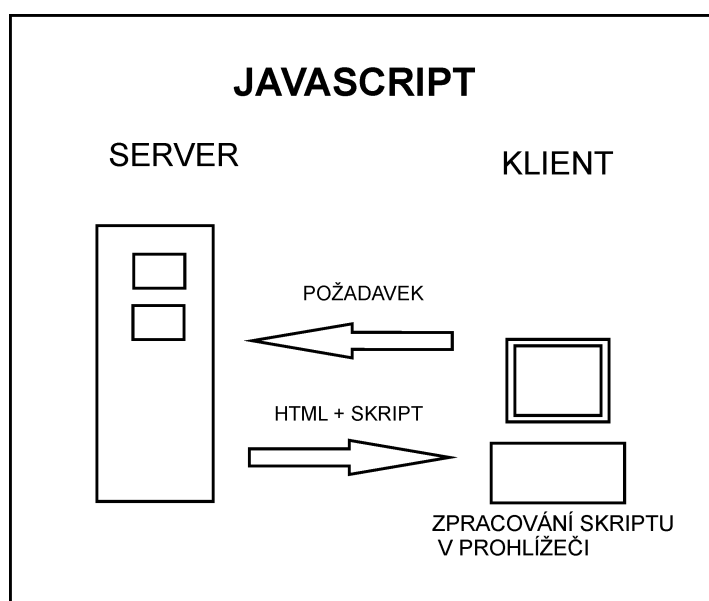 JAVASCRIPT
SERVER
KLIENT
POŽADAVEK
HTML + SKRIPT
ZPRACOVÁNÍ SKRIPTU
V PROHLÍŽEČI